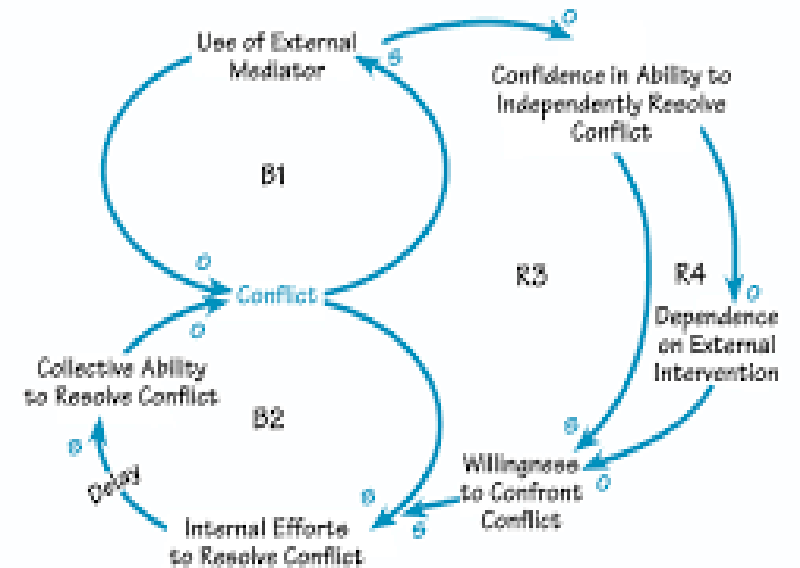 Use of External
Mediator
O
s
Confidence in Ability to
Independently Resolve
Conflict
B1
R3
R4
O
Conflict
O
O
Dependence
on External
Intervention
Collective Ability
to Resolve Conflict
B2
s
Delay
s
Willingness
to Confront
Conflict
O
s
s
Internal Efforts
to Resolve Conflict